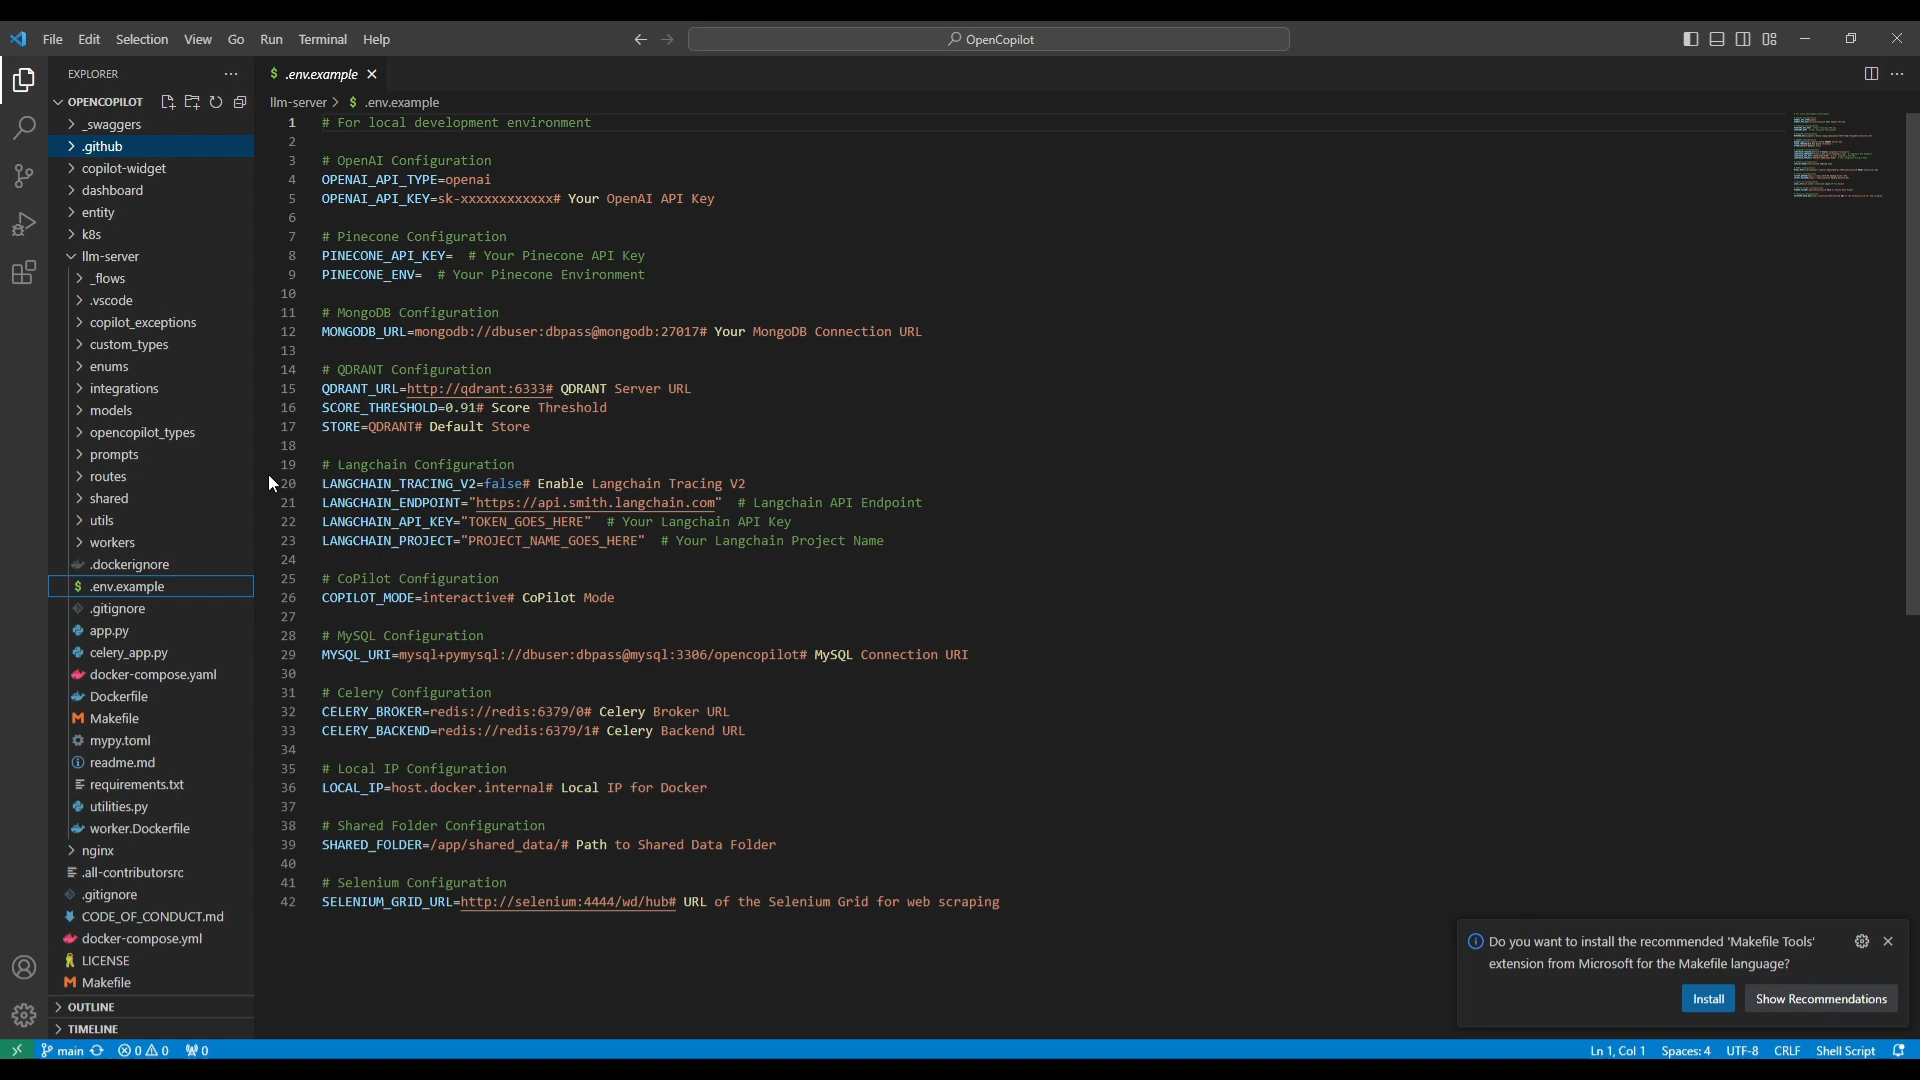 File Edit Selection View Go Run Terminal Help
OpenCopilot
EXPLORER
OPENCOPILOT
_swaggers
.github
copilot-widget
dashboard
entity
k8s
llm-server
_flows
.vscode
copilot_exceptions
custom_types
enums
integrations
models
opencopilot_types
prompts
routes
shared
utils
workers
.dockerignore
$ .env.example
.gitignore
app.py
celery_app.py
docker-compose.yaml
Dockerfile
Makefile
mypy.toml
readme.md
requirements.txt
utilities.py
worker.Dockerfile
nginx
.all-contributorsrc
.gitignore
CODE_OF_CONDUCT.md
docker-compose.yml
LICENSE
Makefile
OUTLINE
TIMELINE
$ .env.example
llm-server > $ .env.example
1 # For local development environment
2
3 # OpenAI Configuration
4 OPENAI_API_TYPE=openai
5 OPENAI_API_KEY=sk-xxxxxxxxxxxx# Your OpenAI API Key
6
7 # Pinecone Configuration
8 PINECONE_API_KEY=  # Your Pinecone API Key
9 PINECONE_ENV=  # Your Pinecone Environment
10
11 # MongoDB Configuration
12 MONGODB_URL=mongodb://dbuser:dbpass@mongodb:27017# Your MongoDB Connection URL
13
14 # QDRANT Configuration
15 QDRANT_URL=http://qdrant:6333# QDRANT Server URL
16 SCORE_THRESHOLD=0.91# Score Threshold
17 STORE=QDRANT# Default Store
18
19 # Langchain Configuration
20 LANGCHAIN_TRACING_V2=false# Enable Langchain Tracing V2
21 LANGCHAIN_ENDPOINT="https://api.smith.langchain.com"  # Langchain API Endpoint
22 LANGCHAIN_API_KEY="TOKEN_GOES_HERE"  # Your Langchain API Key
23 LANGCHAIN_PROJECT="PROJECT_NAME_GOES_HERE"  # Your Langchain Project Name
24
25 # CoPilot Configuration
26 COPILOT_MODE=interactive# CoPilot Mode
27
28 # MySQL Configuration
29 MYSQL_URI=mysql+pymysql://dbuser:dbpass@mysql:3306/opencopilot# MySQL Connection URI
30
31 # Celery Configuration
32 CELERY_BROKER=redis://redis:6379/0# Celery Broker URL
33 CELERY_BACKEND=redis://redis:6379/1# Celery Backend URL
34
35 # Local IP Configuration
36 LOCAL_IP=host.docker.internal# Local IP for Docker
37
38 # Shared Folder Configuration
39 SHARED_FOLDER=/app/shared_data/# Path to Shared Data Folder
40
41 # Selenium Configuration
42 SELENIUM_GRID_URL=http://selenium:4444/wd/hub# URL of the Selenium Grid for web scraping
Do you want to install the recommended 'Makefile Tools'
extension from Microsoft for the Makefile language?
Install Show Recommendations
main 0 0 0 Ln 1, Col 1 Spaces: 4 UTF-8 CRLF Shell Script